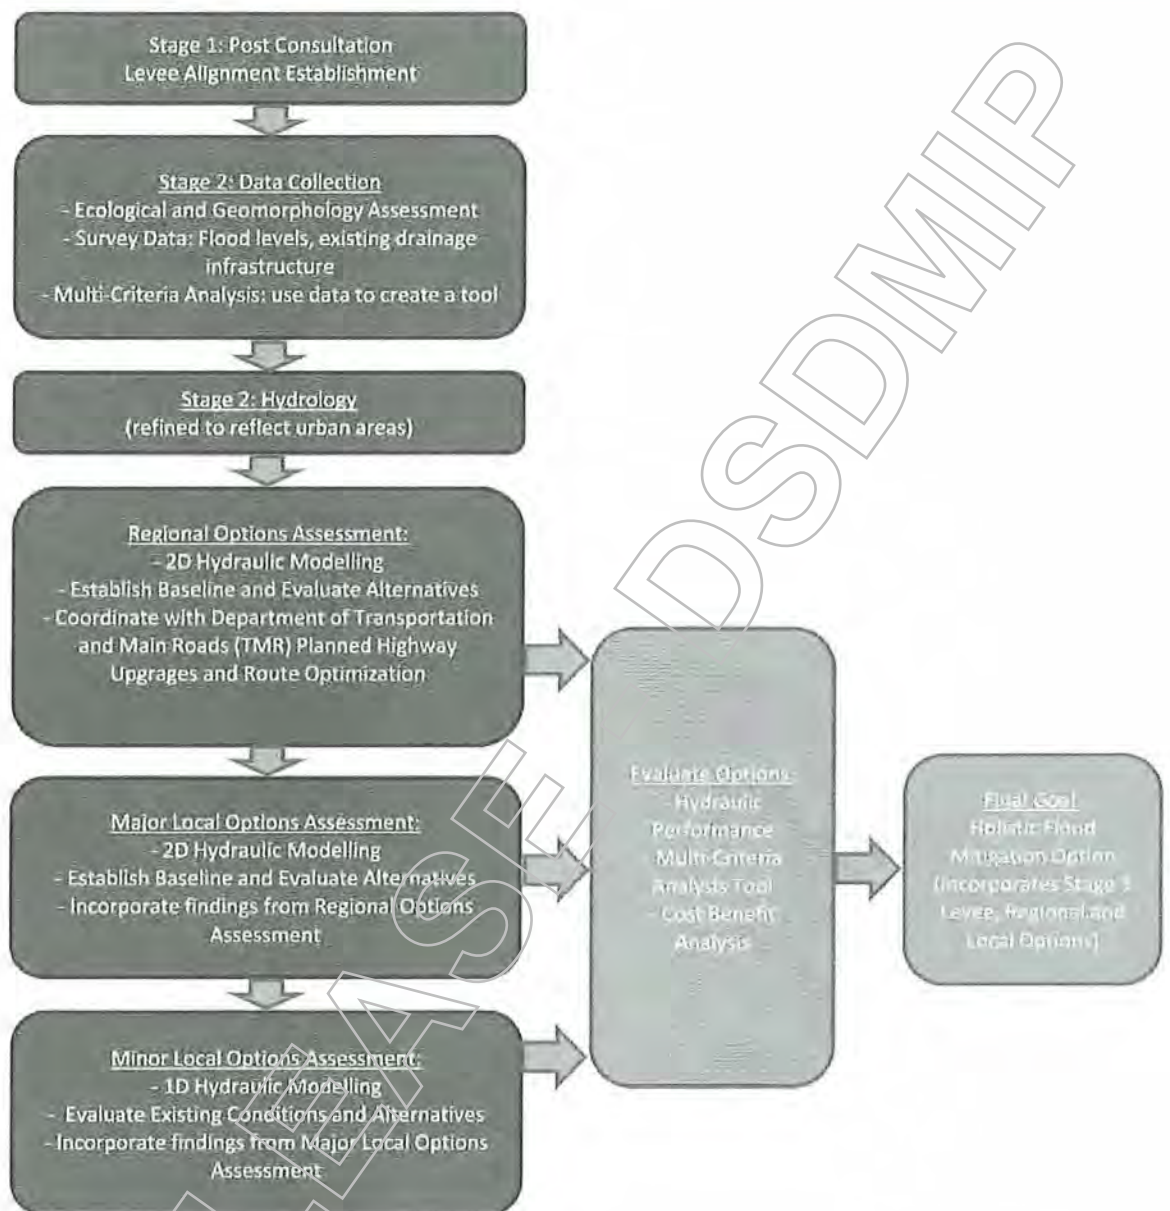 Stage 1: Post Consultation
Levee Alignment Establishment
Stage 2: Data Collection
- Ecological and Geomorphology Assessment
- Survey Data: Flood levels, existing drainage
infrastructure
- Multi-Criteria Analysis: use data to create a tool
Stage 2: Hydrology
(refined to reflect urban areas)
Regional Options Assessment:
- 2D Hydraulic Modelling
- Establish Baseline and Evaluate Alternatives
- Coordinate with Department of Transportation
and Main Roads (TMR) Planned Highway
Upgrages and Route Optimization
Major Local Options Assessment:
- 2D Hydraulic Modelling
- Establish Baseline and Evaluate Alternatives
- Incorporate findings from Regional Options
Assessment
Minor Local Options Assessment:
- 1D Hydraulic Modelling
- Evaluate Existing Conditions and Alternatives
- Incorporate findings from Major Local Options
Assessment
Evaluate Options
- Hydraulic
Performance
- Multi-Criteria
Analysis Tool
- Cost Benefit
Analysis
Final Goal
Holistic Flood
Mitigation Option
(Incorporates Stage
Levee, Regional and
Local Options)
LEASE DSDMIP